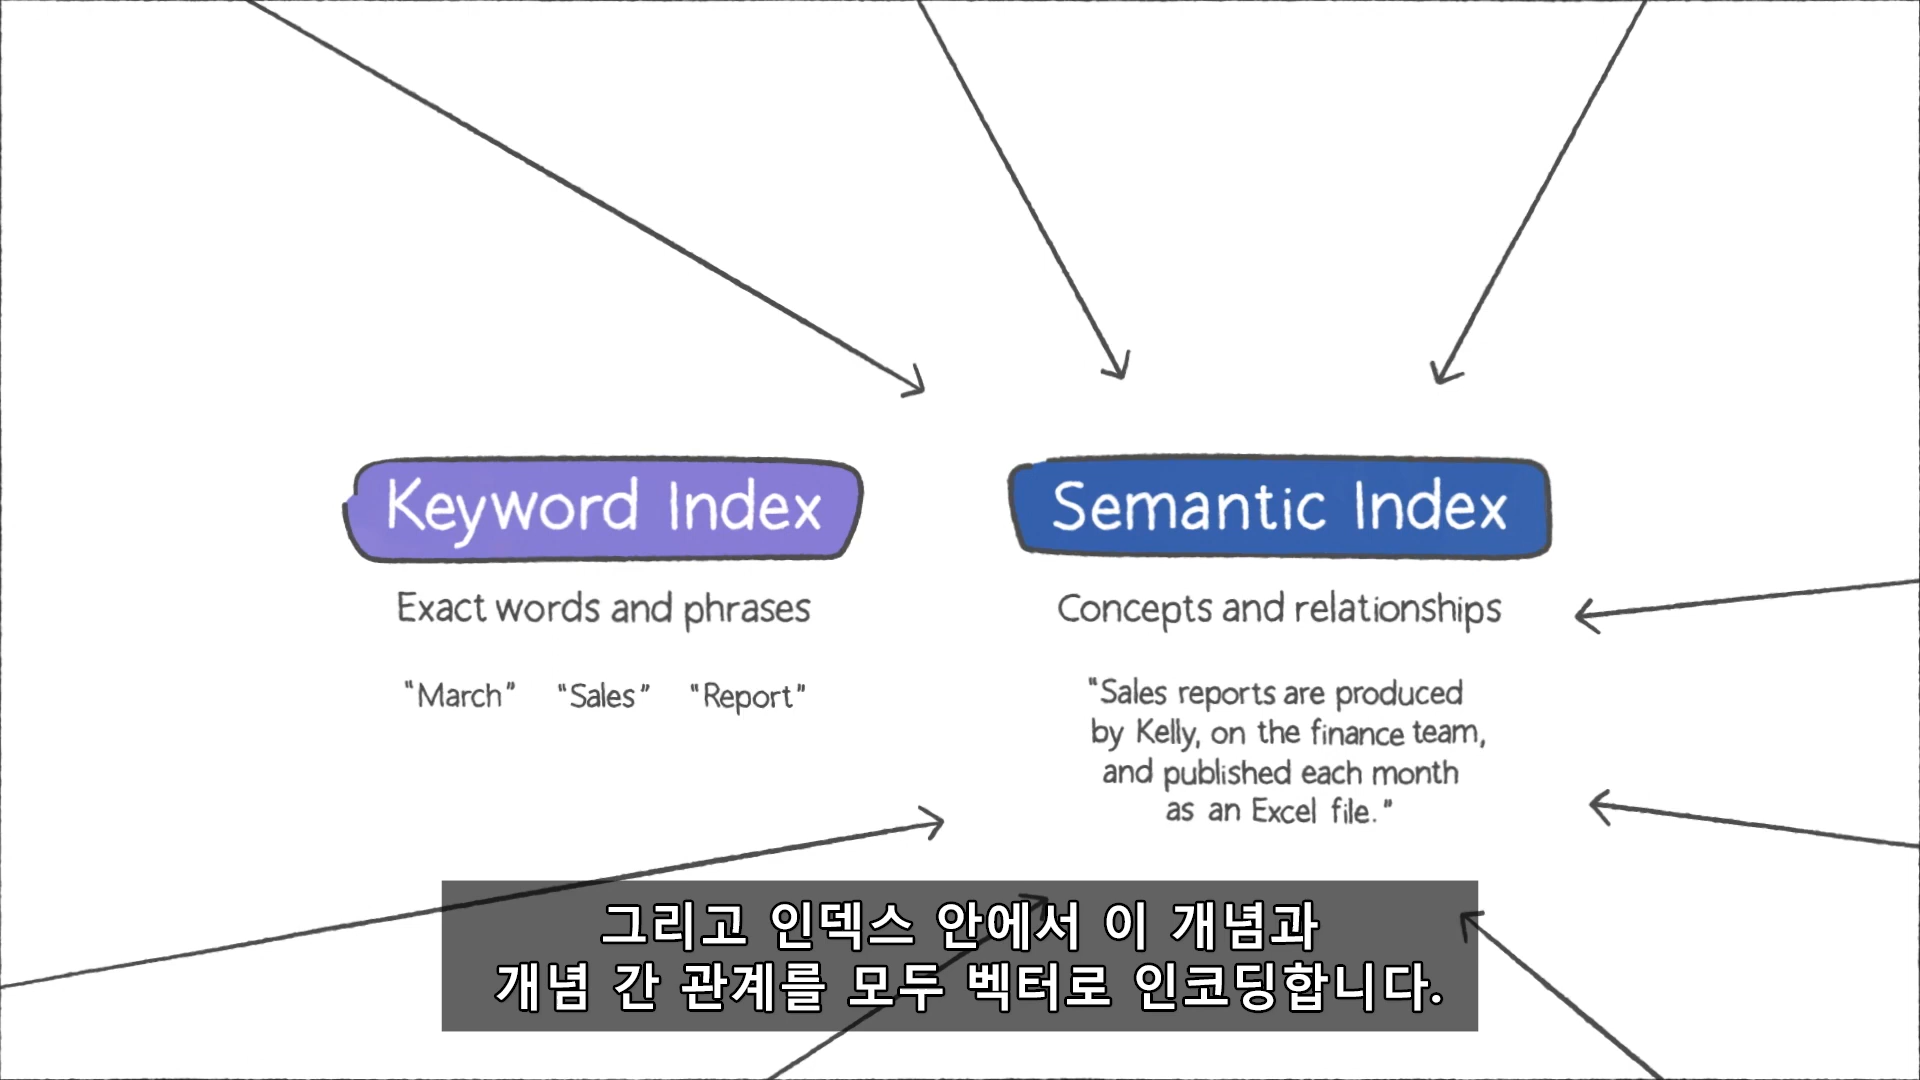 Keyword Index
Exact words and phrases
“March” “Sales” “Report”
Semantic Index
Concepts and relationships
“Sales reports are produced
by Kelly, on the finance team,
and published each month
as an Excel file.”
그리고 인덱스 안에서 이 개념과
개념 간 관계를 모두 벡터로 인코딩합니다.